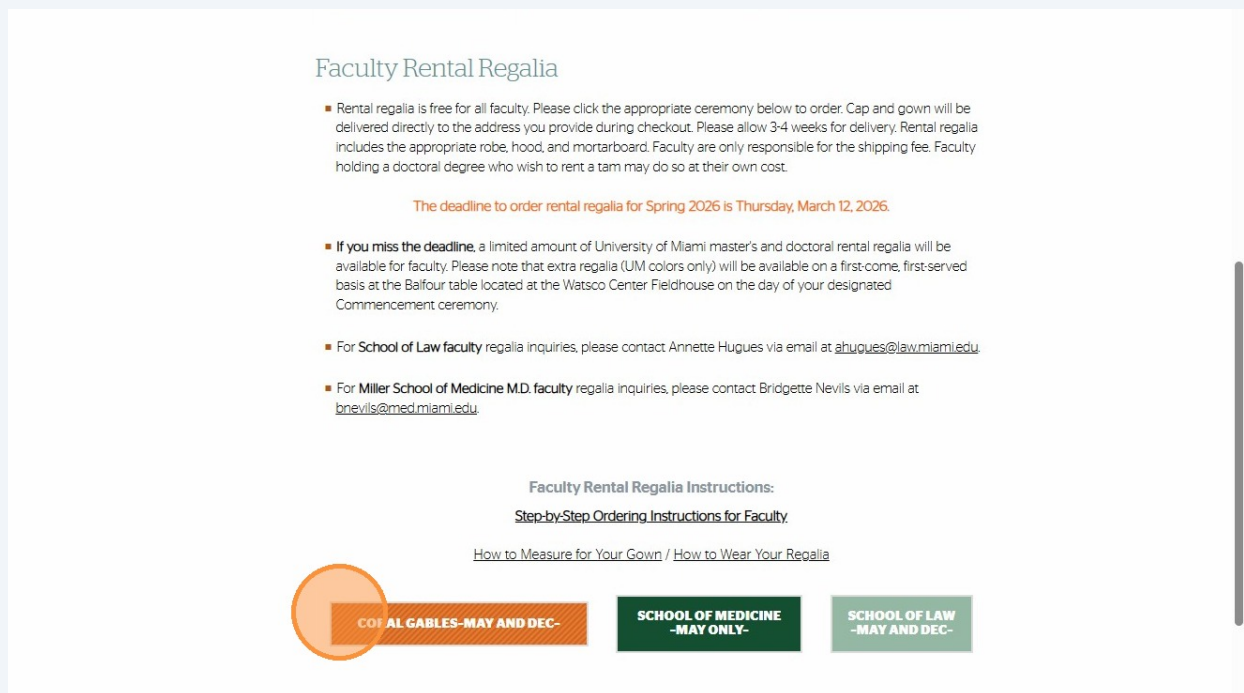 Faculty Rental Regalia
Rental regalia is free for all faculty. Please click the appropriate ceremony below to order. Cap and gown will be
delivered directly to the address you provide during checkout. Please allow 3-4 weeks for delivery. Rental regalia
includes the appropriate robe, hood, and mortarboard. Faculty are only responsible for the shipping fee. Faculty
holding a doctoral degree who wish to rent a tam may do so at their own cost.
The deadline to order rental regalia for Spring 2026 is Thursday, March 12, 2026.
If you miss the deadline, a limited amount of University of Miami master's and doctoral rental regalia will be
available for faculty. Please note that extra regalia (UM colors only) will be available on a first-come, first-served
basis at the Balfour table located at the Watsco Center Fieldhouse on the day of your designated
Commencement ceremony.
For School of Law faculty regalia inquiries, please contact Annette Hugues via email at ahugues@law.miami.edu.
For Miller School of Medicine M.D. faculty regalia inquiries, please contact Bridgette Nevils via email at
bnevils@med.miami.edu.
Faculty Rental Regalia Instructions:
Step-by-Step Ordering Instructions for Faculty
How to Measure for Your Gown / How to Wear Your Regalia
CORAL GABLES-MAY AND DEC-
SCHOOL OF MEDICINE
-MAY ONLY-
SCHOOL OF LAW
-MAY AND DEC-